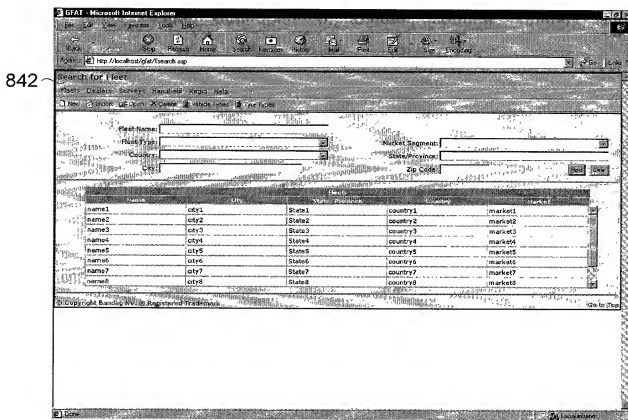 GFAT - Microsoft Internet Explorer
File Edit View Favorites Tools Help
Back Stop Refresh Home Search Favorites History Mail Print Edit
Address http://localhost/gfat/fsearch.asp Go Links
842
Search for Fleet
Fleets Dealers Surveys Handheld Regio Help
New Open Delete Vehicle Types Tire Types
Fleet Name:
Fleet Type: Market Segment:
Country: State/Province:
City: Zip Code:
Fleets
Name City State/Province Country Market
name1 city1 State1 country1 market1
name2 city2 State2 country2 market2
name3 city3 State3 country3 market3
name4 city4 State4 country4 market4
name5 city5 State5 country5 market5
name6 city6 State6 country6 market6
name7 city7 State7 country7 market7
name8 city8 State8 country8 market8
© Copyright Bandag NV. ® Registered Trademark Go to Top
Done Local intranet